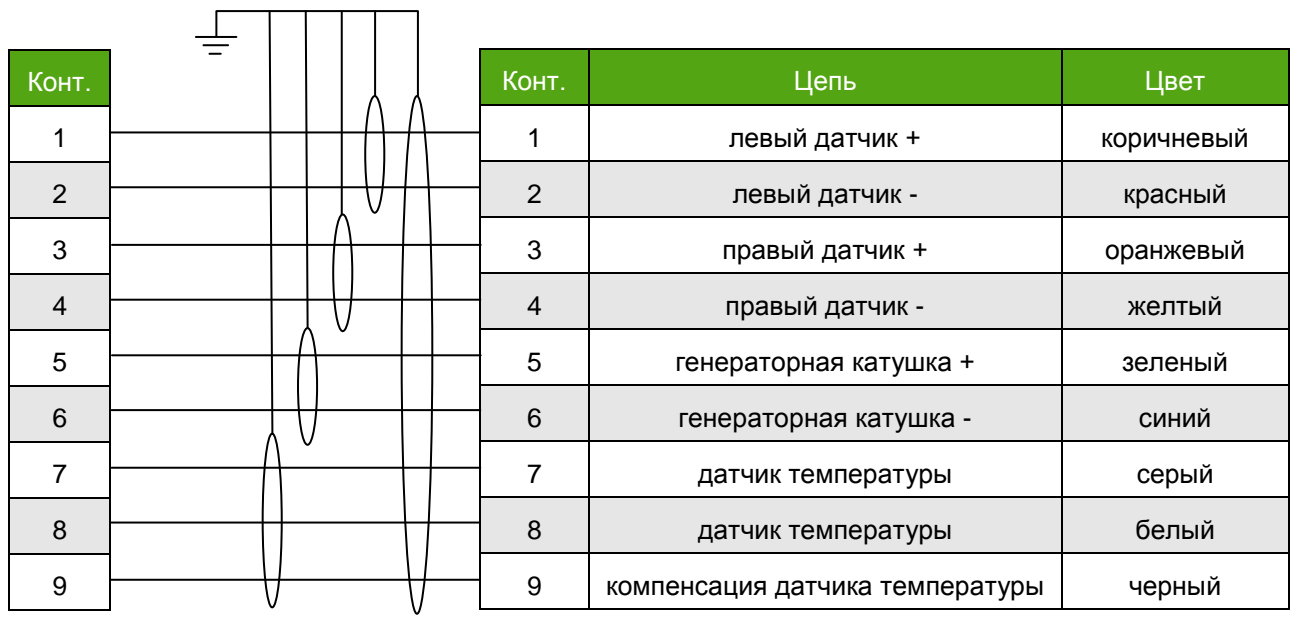 Конт. Конт. Цепь Цвет
1 1 левый датчик + коричневый
2 2 левый датчик - красный
3 3 правый датчик + оранжевый
4 4 правый датчик - желтый
5 5 генераторная катушка + зеленый
6 6 генераторная катушка - синий
7 7 датчик температуры серый
8 8 датчик температуры белый
9 9 компенсация датчика температуры черный